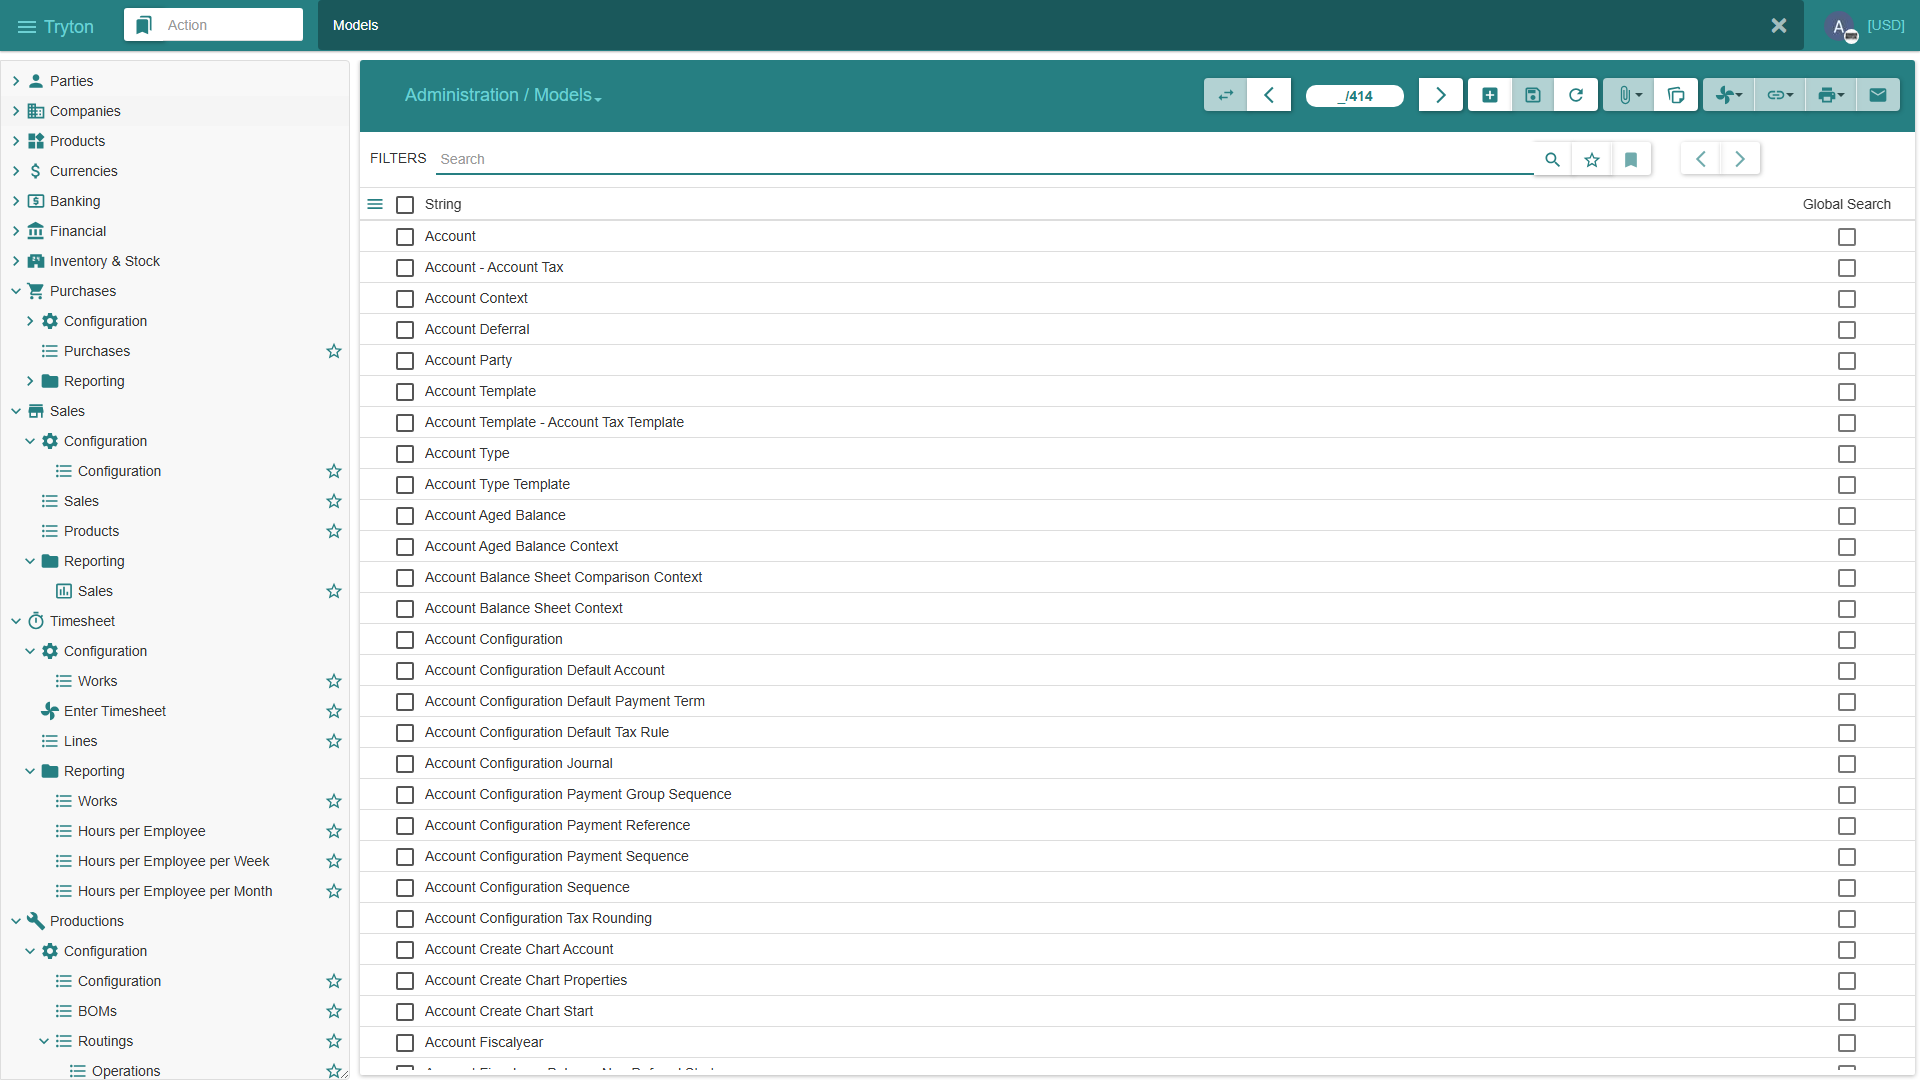 Tryton
Action
Models
A
[USD]
Parties
Companies
Products
Currencies
Banking
Financial
Inventory & Stock
Purchases
Configuration
Purchases
Reporting
Sales
Configuration
Configuration
Sales
Products
Reporting
Sales
Timesheet
Configuration
Works
Enter Timesheet
Lines
Reporting
Works
Hours per Employee
Hours per Employee per Week
Hours per Employee per Month
Productions
Configuration
Configuration
BOMs
Routings
Operations
Administration / Models
_/414
FILTERS Search
String Global Search
Account
Account - Account Tax
Account Context
Account Deferral
Account Party
Account Template
Account Template - Account Tax Template
Account Type
Account Type Template
Account Aged Balance
Account Aged Balance Context
Account Balance Sheet Comparison Context
Account Balance Sheet Context
Account Configuration
Account Configuration Default Account
Account Configuration Default Payment Term
Account Configuration Default Tax Rule
Account Configuration Journal
Account Configuration Payment Group Sequence
Account Configuration Payment Reference
Account Configuration Payment Sequence
Account Configuration Sequence
Account Configuration Tax Rounding
Account Create Chart Account
Account Create Chart Properties
Account Create Chart Start
Account Fiscalyear